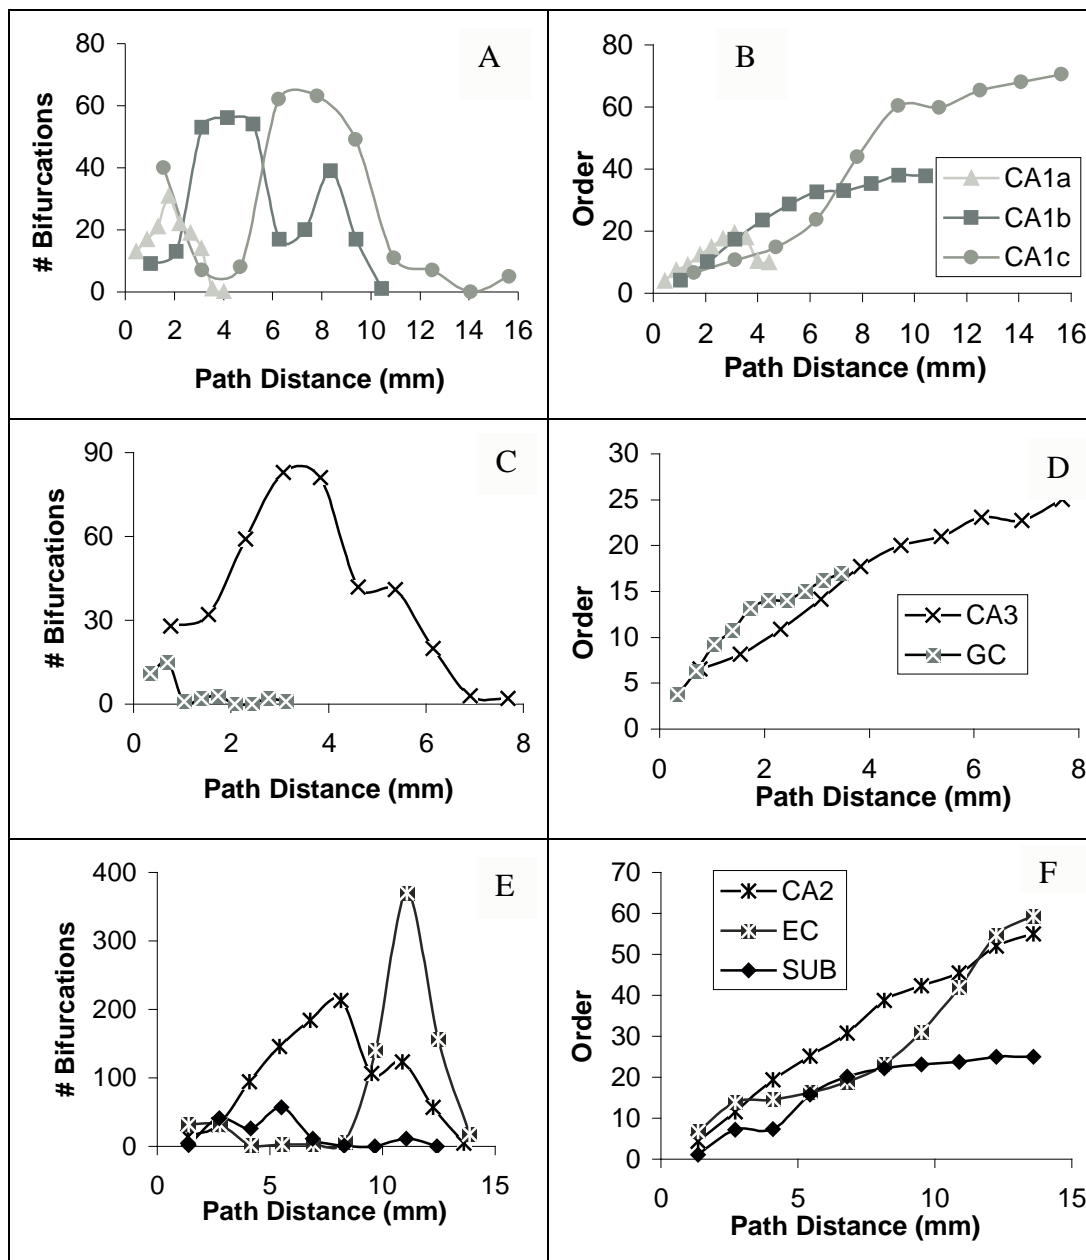 A
80
60
40
20
0
# Bifurcations
0 2 4 6 8 10 12 14 16
Path Distance (mm)
B
80
60
40
20
0
Order
CA1a
CA1b
CA1c
0 2 4 6 8 10 12 14 16
Path Distance (mm)
C
90
60
30
0
# Bifurcations
0 2 4 6 8
Path Distance (mm)
D
30
25
20
15
10
5
0
Order
CA3
GC
0 2 4 6 8
Path Distance (mm)
E
400
300
200
100
0
# Bifurcations
0 5 10 15
Path Distance (mm)
F
70
60
50
40
30
20
10
0
Order
CA2
EC
SUB
0 5 10 15
Path Distance (mm)